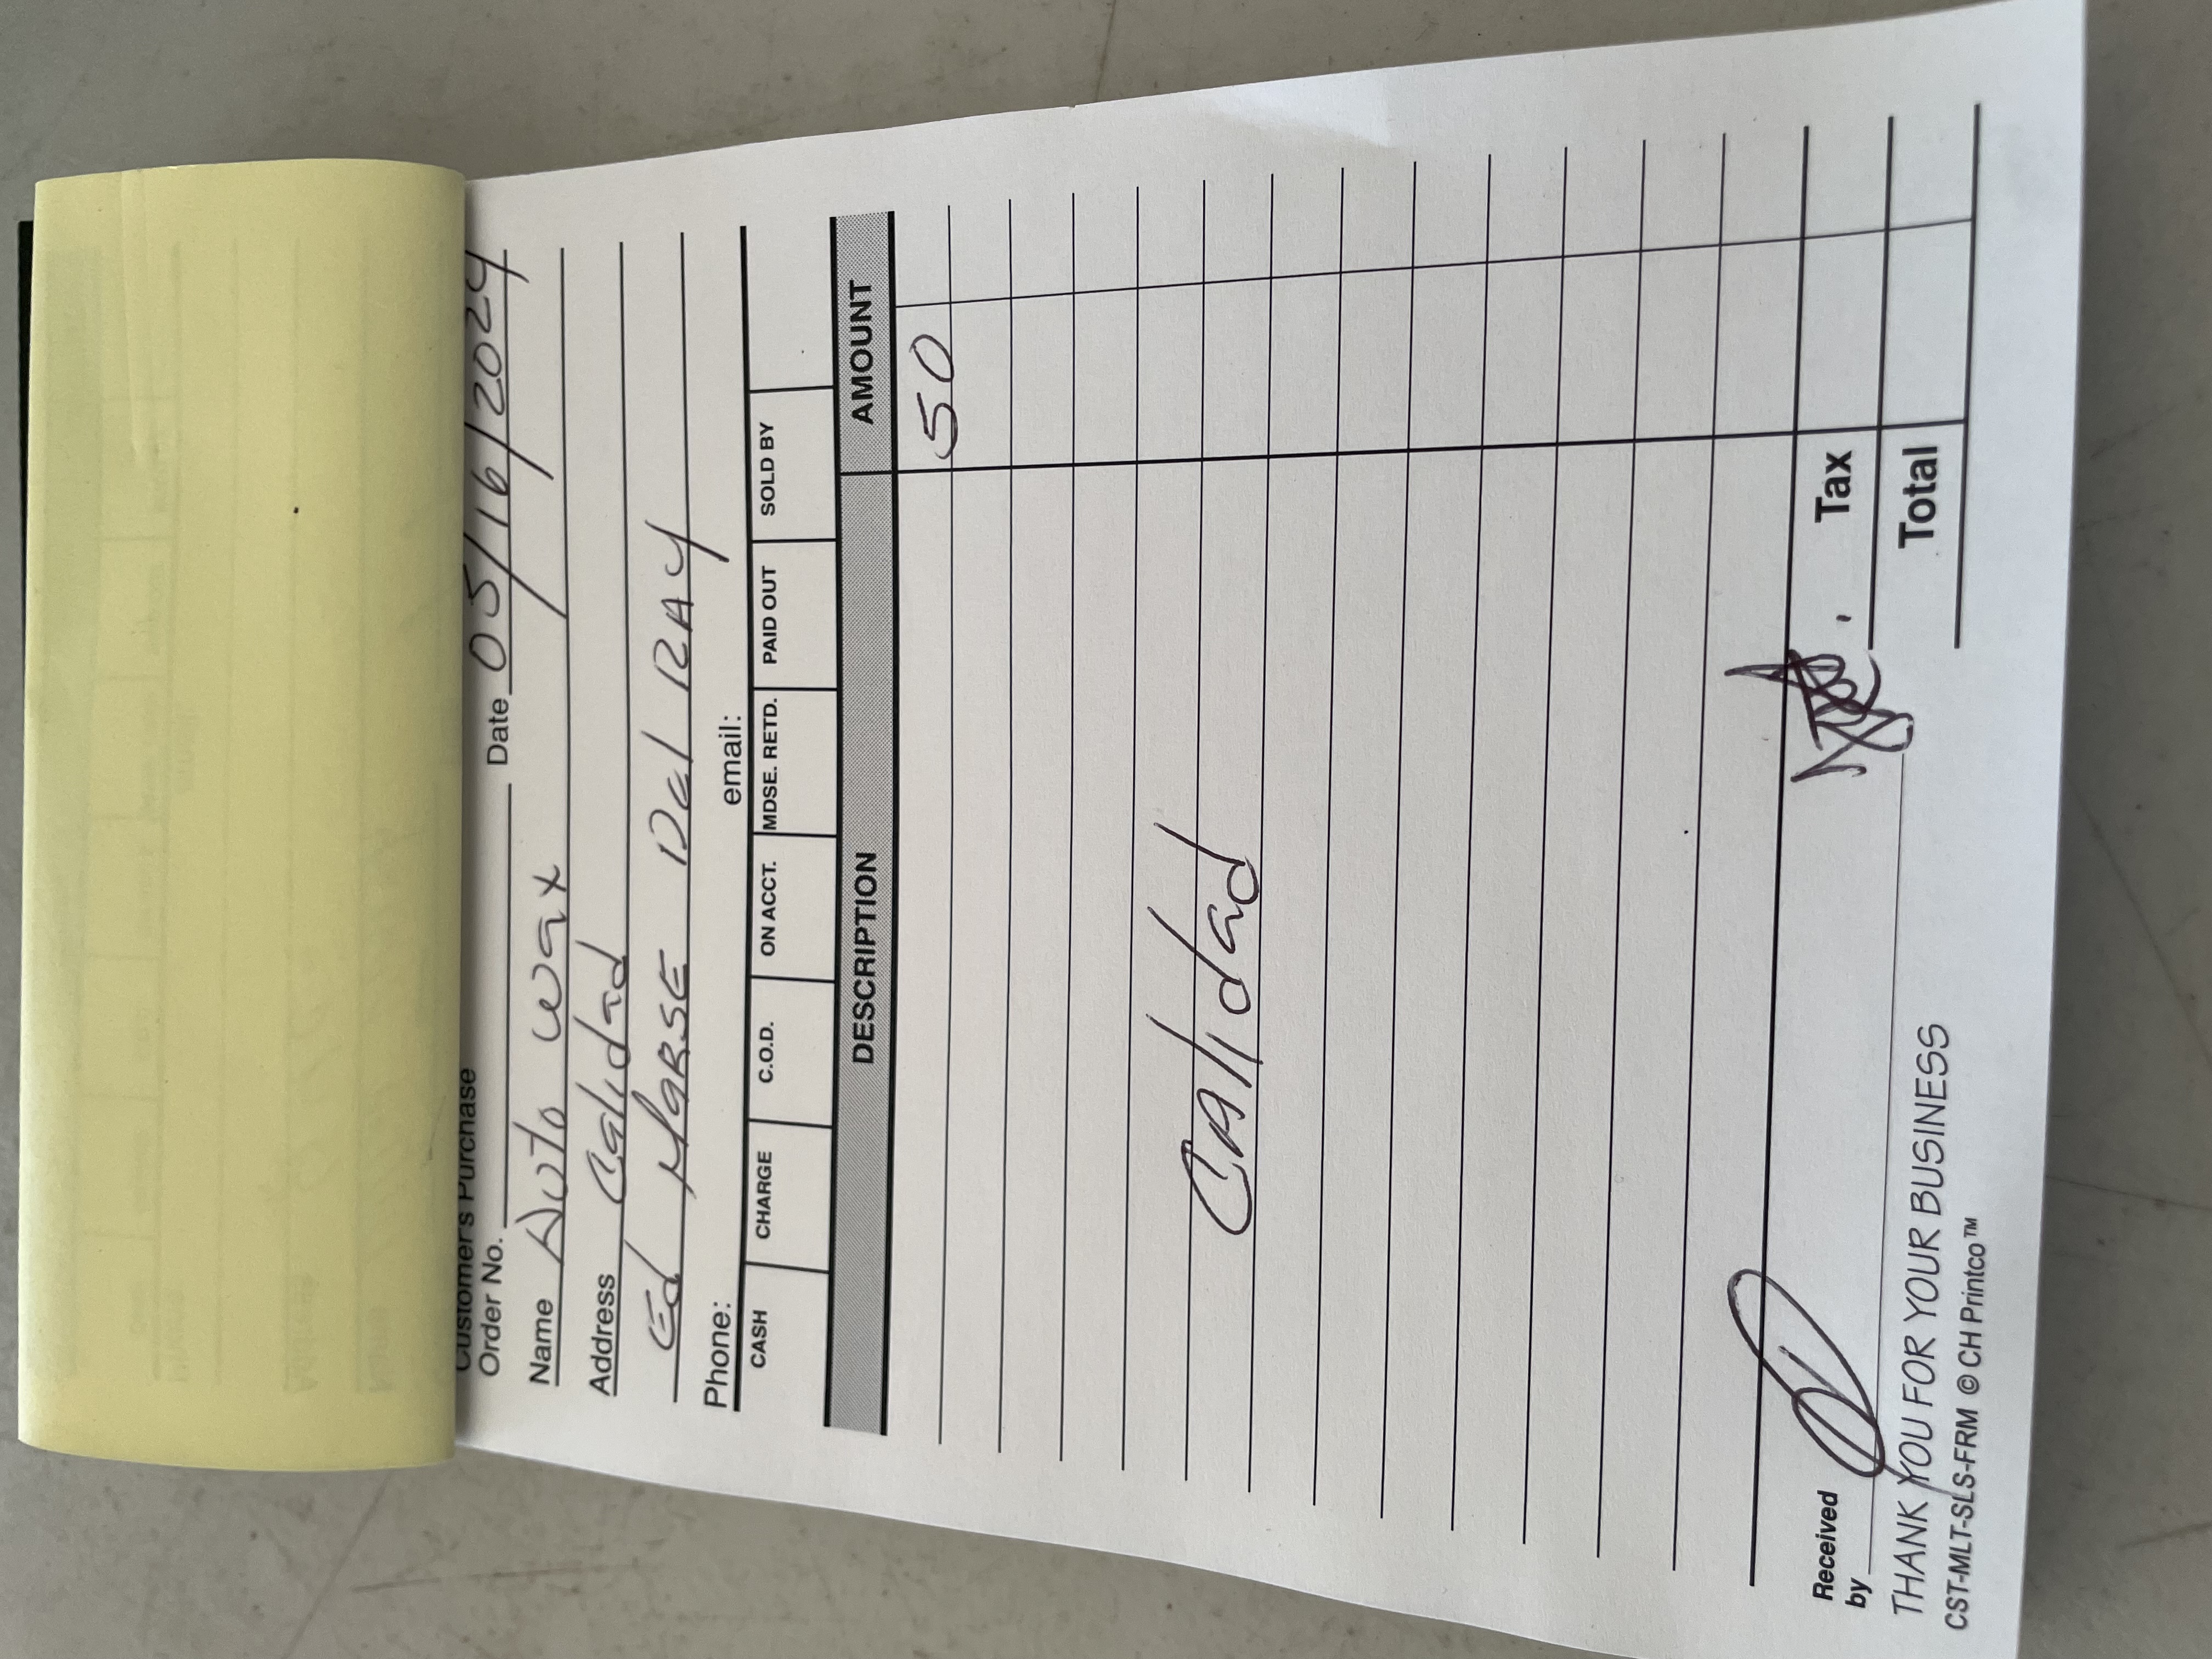 Customer's Purchase
Order No. Date 05/16/2024
Name Auto wax
Address Calidad
Ed Morse Dal Ray
Phone: email:
CASH CHARGE C.O.D. ON ACCT. MDSE. RETD. PAID OUT SOLD BY
DESCRIPTION AMOUNT
50
CAlidad
Received
by
Tax
Total
THANK YOU FOR YOUR BUSINESS
CST-MLT-SLS-FRM © CH Printco™